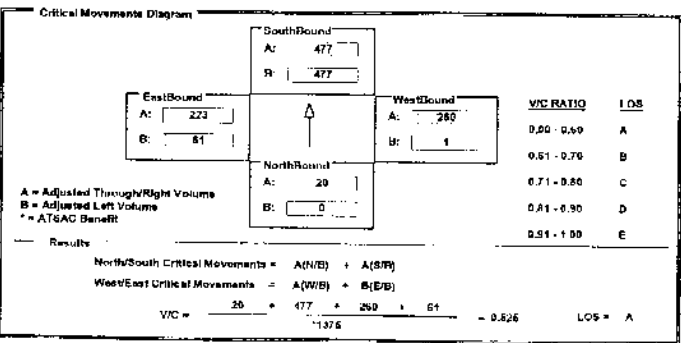 Critical Movements Diagram
SouthBound
A: 477
B: 477
EastBound
A: 223
B: 61
WestBound
A: 260
B: 1
NorthBound
A: 20
B: 0
V/C RATIO LOS
0.00 - 0.60 A
0.61 - 0.70 B
0.71 - 0.80 C
0.81 - 0.90 D
0.91 - 1.00 E
A = Adjusted Through/Right Volume
B = Adjusted Left Volume
* = ATSAC Benefit
Results
North/South Critical Movements = A(N/B) + A(S/B)
West/East Critical Movements = A(W/B) + B(E/B)
V/C = 20 + 477 + 260 + 61
*1375
= 0.525 LOS = A